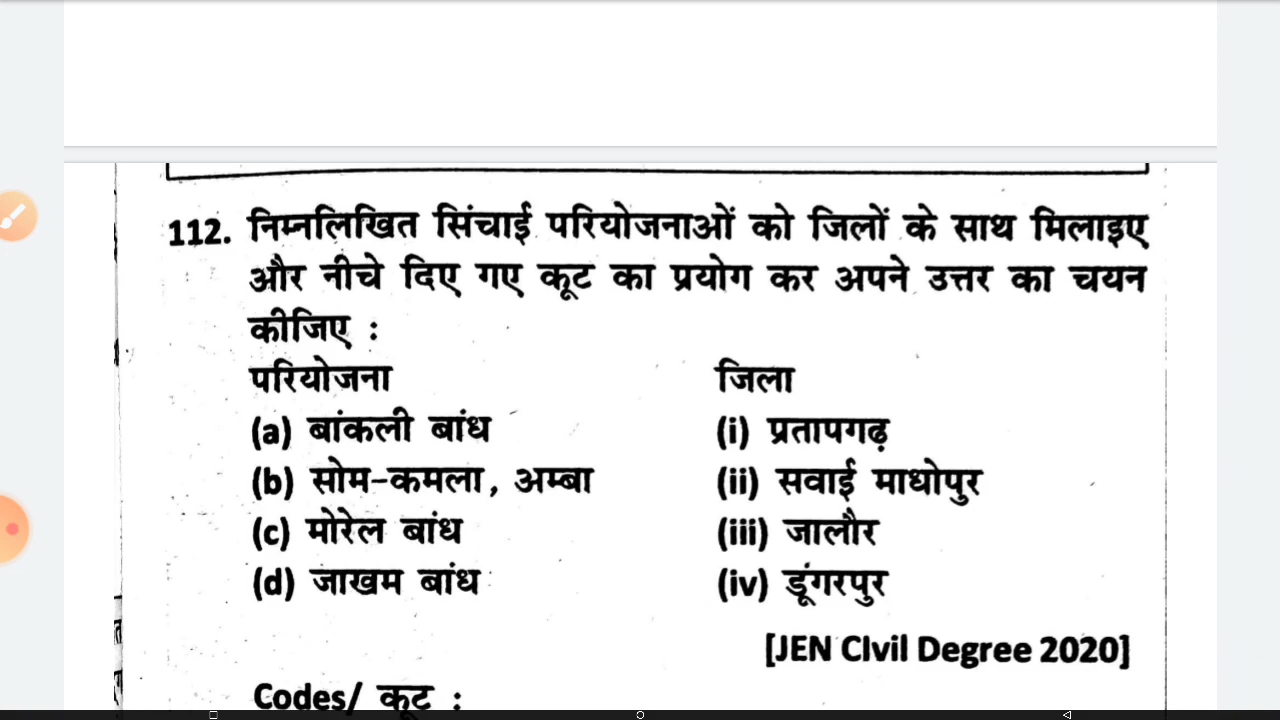 112. निम्नलिखित सिंचाई परियोजनाओं को जिलों के साथ मिलाइए
और नीचे दिए गए कूट का प्रयोग कर अपने उत्तर का चयन
कीजिए :
परियोजना जिला
(a) बांकली बांध (i) प्रतापगढ़
(b) सोम-कमला, अम्बा (ii) सवाई माधोपुर
(c) मोरेल बांध (iii) जालौर
(d) जाखम बांध (iv) डूंगरपुर
[JEN CIvil Degree 2020]
Codes/ कूट :